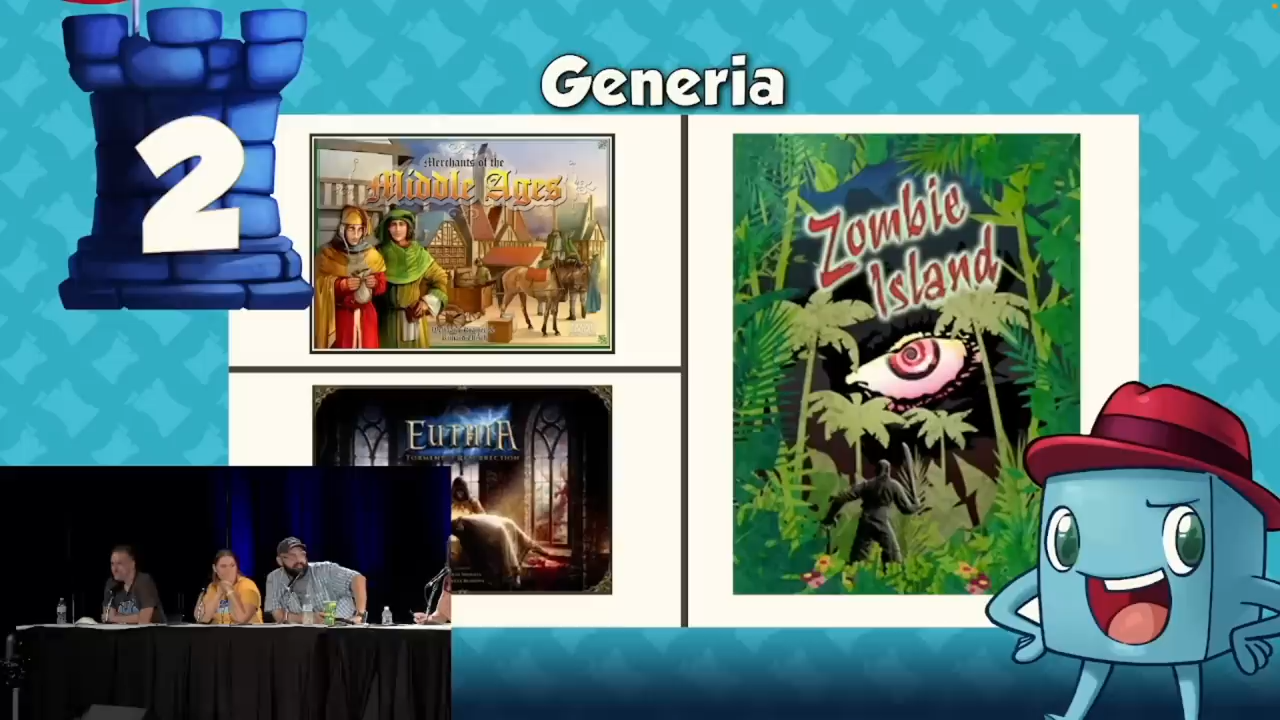 2
Generia
Merchants of the
Middle Ages
Zombie
Island
EUTHIA
TORMENT OF RESURRECTION